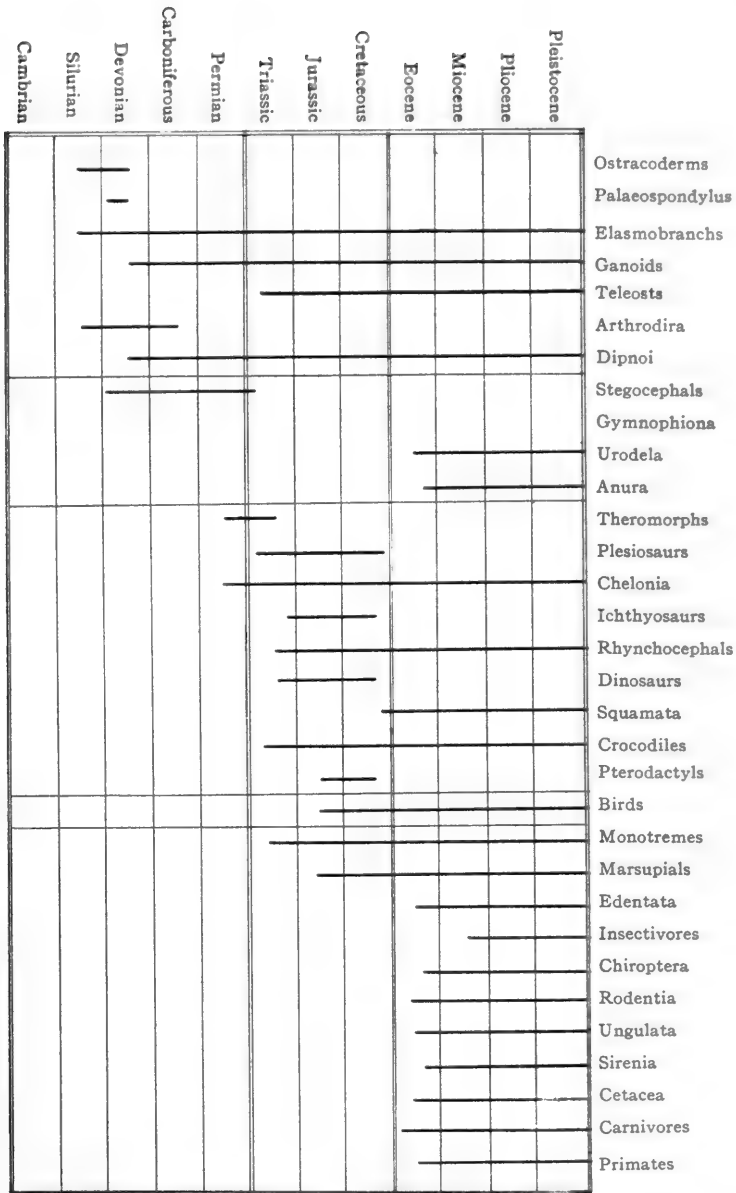 Cambrian
Silurian
Devonian
Carboniferous
Permian
Triassic
Jurassic
Cretaceous
Eocene
Miocene
Pliocene
Pleistocene
Ostracoderms
Palaeospondylus
Elasmobranchs
Ganoids
Teleosts
Arthrodira
Dipnoi
Stegocephals
Gymnophiona
Urodela
Anura
Theromorphs
Plesiosaurs
Chelonia
Ichthyosaurs
Rhynchocephals
Dinosaurs
Squamata
Crocodiles
Pterodactyls
Birds
Monotremes
Marsupials
Edentata
Insectivores
Chiroptera
Rodentia
Ungulata
Sirenia
Cetacea
Carnivores
Primates